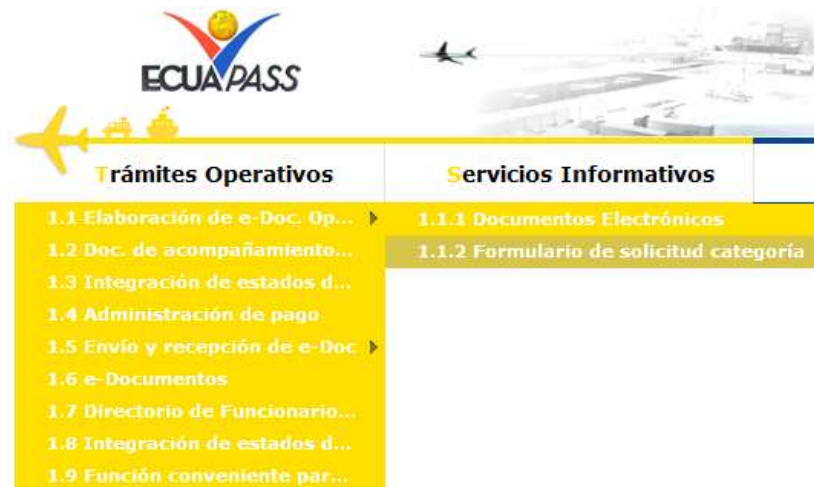 ECUAPASS
Trámites Operativos
Servicios Informativos
1.1 Elaboración de e-Doc. Op...
1.1.1 Documentos Electrónicos
1.2 Doc. de acompañamiento...
1.1.2 Formulario de solicitud categoría
1.3 Integración de estados d...
1.4 Administración de pago
1.5 Envío y recepción de e-Doc
1.6 e-Documentos
1.7 Directorio de Funcionario...
1.8 Integración de estados d...
1.9 Función conveniente par...